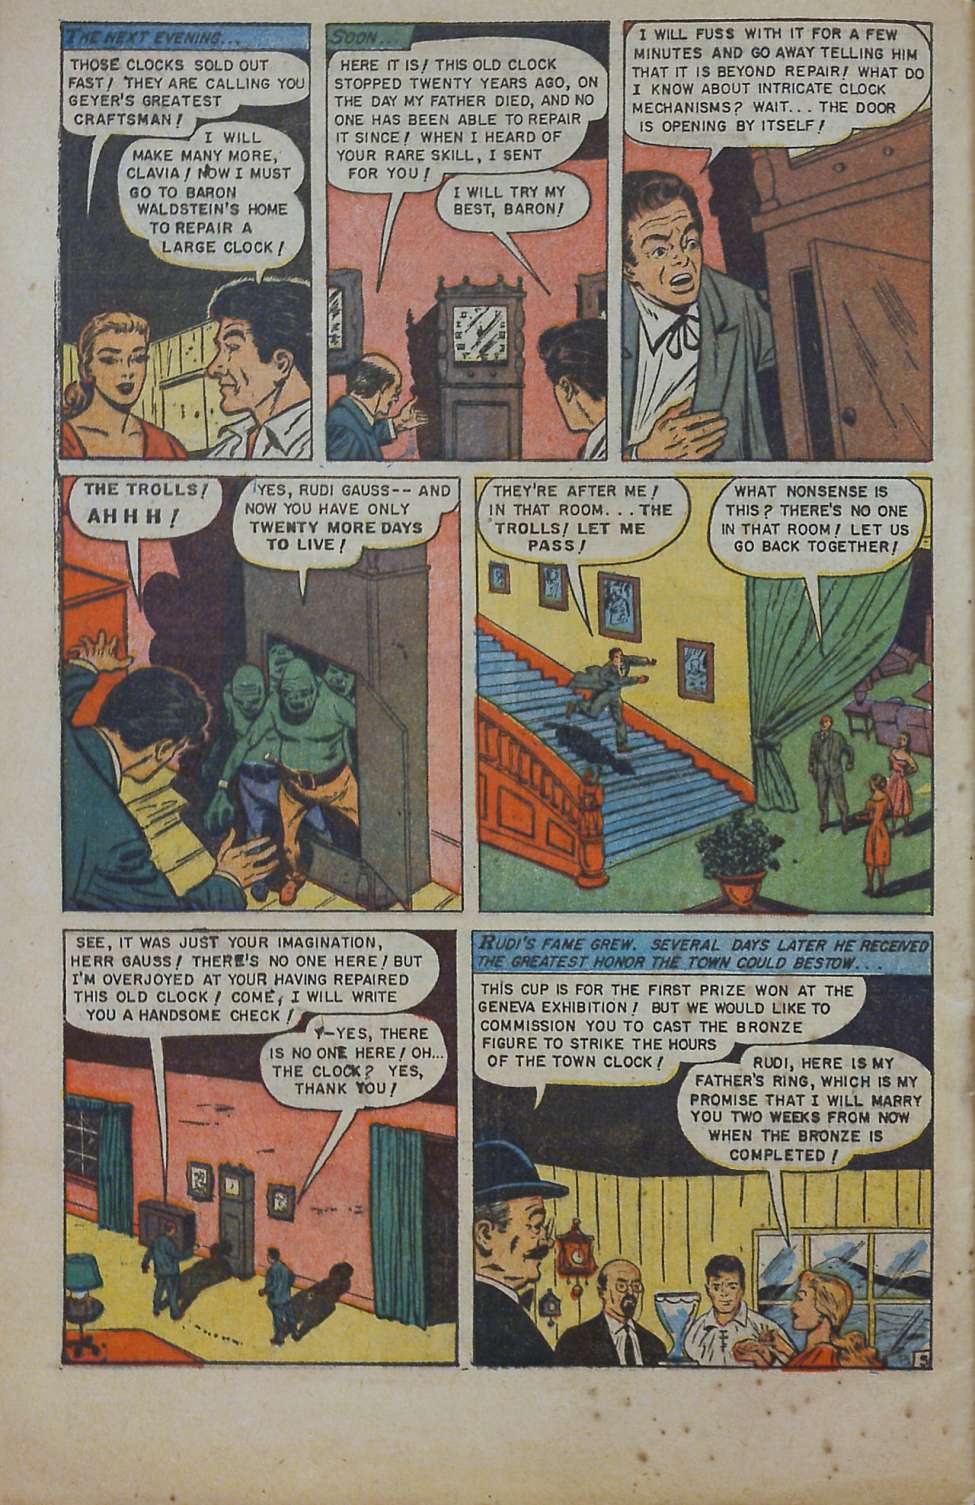 THE NEXT EVENING...
THOSE CLOCKS SOLD OUT
FAST! THEY ARE CALLING YOU
GEYER'S GREATEST
CRAFTSMAN!
I WILL
MAKE MANY MORE,
CLAVIA! NOW I MUST
GO TO BARON
WALDSTEIN'S HOME
TO REPAIR A
LARGE CLOCK!
SOON...
HERE IT IS! THIS OLD CLOCK
STOPPED TWENTY YEARS AGO, ON
THE DAY MY FATHER DIED, AND NO
ONE HAS BEEN ABLE TO REPAIR
IT SINCE! WHEN I HEARD OF
YOUR RARE SKILL, I SENT
FOR YOU!
I WILL TRY MY
BEST, BARON!
I WILL FUSS WITH IT FOR A FEW
MINUTES AND GO AWAY TELLING HIM
THAT IT IS BEYOND REPAIR! WHAT DO
I KNOW ABOUT INTRICATE CLOCK
MECHANISMS? WAIT... THE DOOR
IS OPENING BY ITSELF!
THE TROLLS!
AHHH!
YES, RUDI GAUSS-- AND
NOW YOU HAVE ONLY
TWENTY MORE DAYS
TO LIVE!
THEY'RE AFTER ME!
IN THAT ROOM... THE
TROLLS! LET ME
PASS!
WHAT NONSENSE IS
THIS? THERE'S NO ONE
IN THAT ROOM! LET US
GO BACK TOGETHER!
SEE, IT WAS JUST YOUR IMAGINATION,
HERR GAUSS! THERE'S NO ONE HERE! BUT
I'M OVERJOYED AT YOUR HAVING REPAIRED
THIS OLD CLOCK! COME, I WILL WRITE
YOU A HANDSOME CHECK!
Y-YES, THERE
IS NO ONE HERE! OH...
THE CLOCK? YES,
THANK YOU!
RUDI'S FAME GREW. SEVERAL DAYS LATER HE RECEIVED
THE GREATEST HONOR THE TOWN COULD BESTOW...
THIS CUP IS FOR THE FIRST PRIZE WON AT THE
GENEVA EXHIBITION! BUT WE WOULD LIKE TO
COMMISSION YOU TO CAST THE BRONZE
FIGURE TO STRIKE THE HOURS
OF THE TOWN CLOCK!
RUDI, HERE IS MY
FATHER'S RING, WHICH IS MY
PROMISE THAT I WILL MARRY
YOU TWO WEEKS FROM NOW
WHEN THE BRONZE IS
COMPLETED!
5